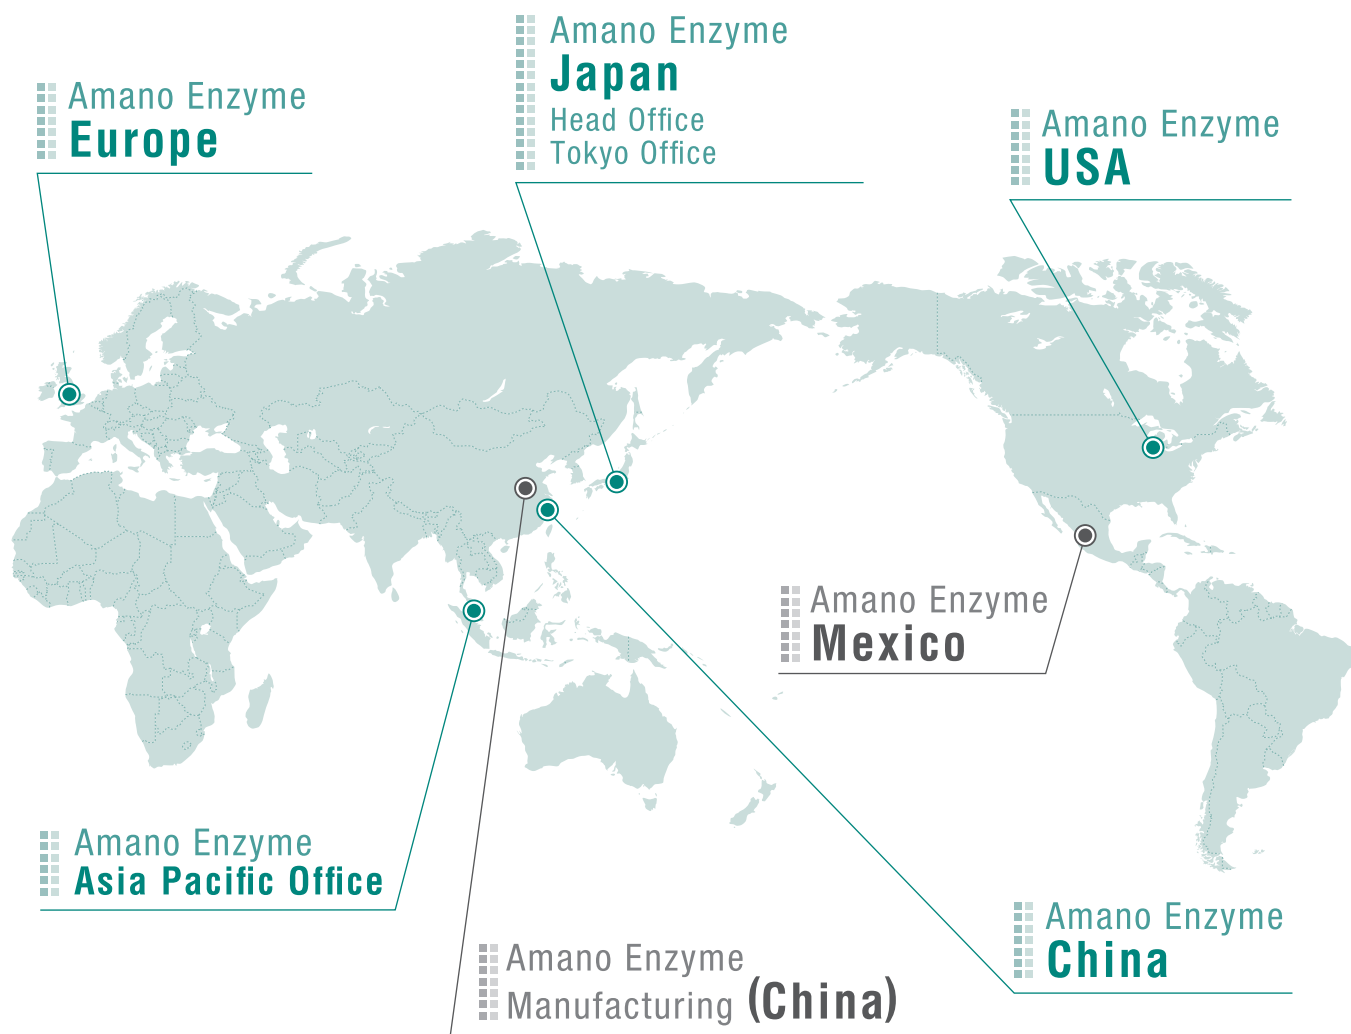 Amano Enzyme
Japan
Head Office
Tokyo Office
Amano Enzyme
Europe
Amano Enzyme
USA
Amano Enzyme
Mexico
Amano Enzyme
Asia Pacific Office
Amano Enzyme
China
Amano Enzyme
Manufacturing (China)